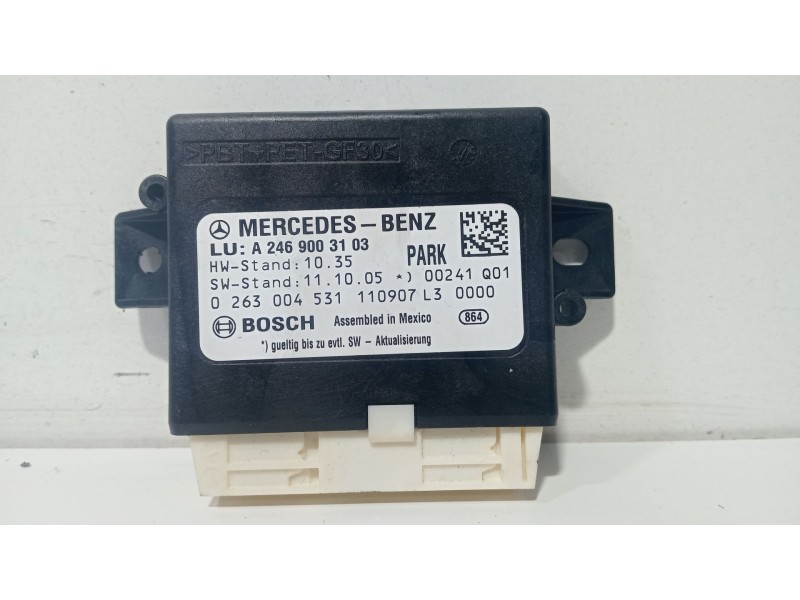 >PBT+PET-GF30<
MERCEDES-BENZ
LU: A 246 900 31 03 PARK
HW-Stand: 10.35
SW-Stand: 11.10.05 *) 00241 Q01
0 263 004 531 110907 L3 0000
BOSCH Assembled in Mexico 864
*) gueltig bis zu evtl. SW - Aktualisierung